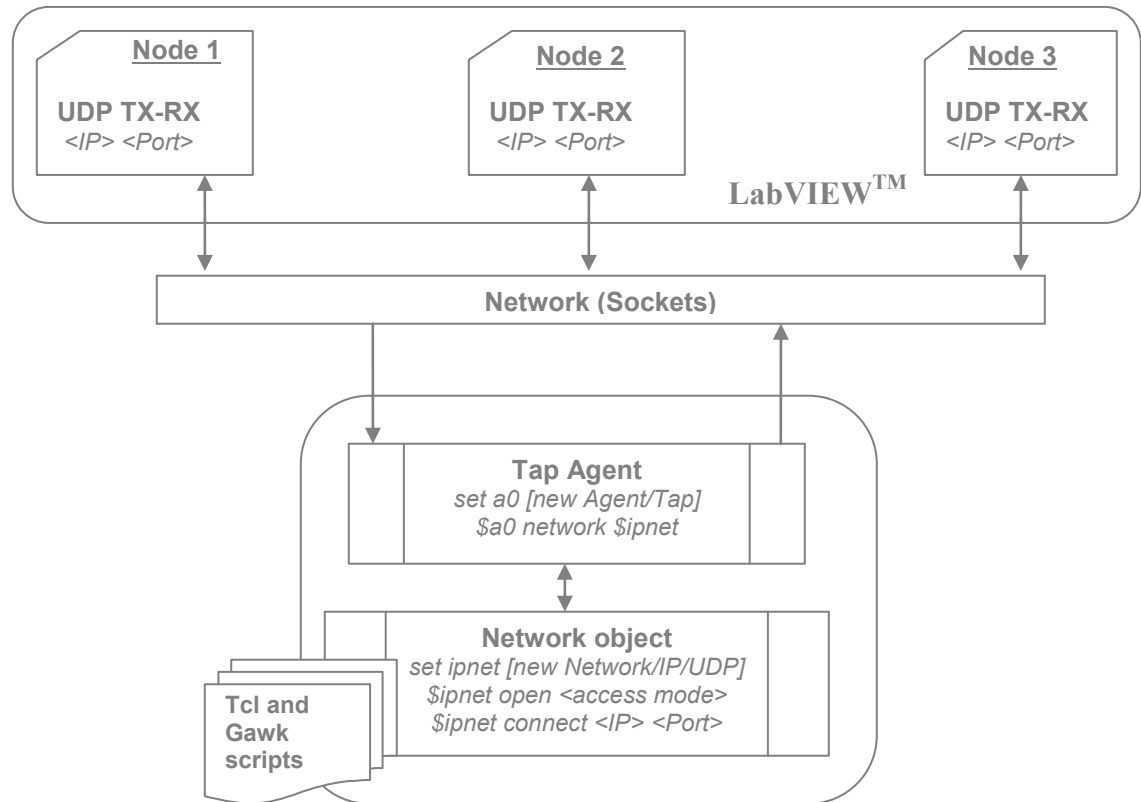 Node 1
UDP TX-RX
<IP> <Port>
Node 2
UDP TX-RX
<IP> <Port>
Node 3
UDP TX-RX
<IP> <Port>
LabVIEW™
Network (Sockets)
Tap Agent
set a0 [new Agent/Tap]
$a0 network $ipnet
Network object
set ipnet [new Network/IP/UDP]
$ipnet open <access mode>
$ipnet connect <IP> <Port>
Tcl and
Gawk
scripts